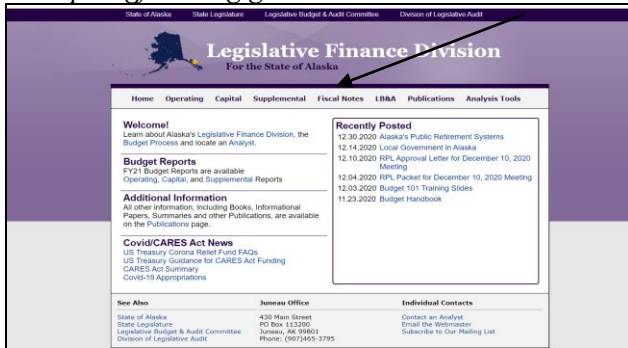 State of Alaska State Legislature Legislative Budget & Audit Committee Division of Legislative Audit
Legislative Finance Division
For the State of Alaska
Home Operating Capital Supplemental Fiscal Notes LB&A Publications Analysis Tools
Welcome!
Learn about Alaska's Legislative Finance Division, the
Budget Process and locate an Analyst.
Budget Reports
FY21 Budget Reports are available
Operating, Capital, and Supplemental Reports
Additional Information
All other information, including Books, Informational
Papers, Summaries and other Publications, are available
on the Publications page.
Covid/CARES Act News
US Treasury Corona Relief Fund FAQs
US Treasury Guidance for CARES Act Funding
CARES Act Summary
Covid-19 Appropriations
Recently Posted
12.30.2020 Alaska's Public Retirement Systems
12.14.2020 Local Government in Alaska
12.10.2020 RPL Approval Letter for December 10, 2020
Meeting
12.04.2020 RPL Packet for December 10, 2020 Meeting
12.03.2020 Budget 101 Training Slides
11.23.2020 Budget Handbook
See Also
State of Alaska
State Legislature
Legislative Budget & Audit Committee
Division of Legislative Audit
Juneau Office
430 Main Street
PO Box 113200
Juneau, AK 99801
Phone: (907)465-3795
Individual Contacts
Contact an Analyst
Email the Webmaster
Subscribe to Our Mailing List